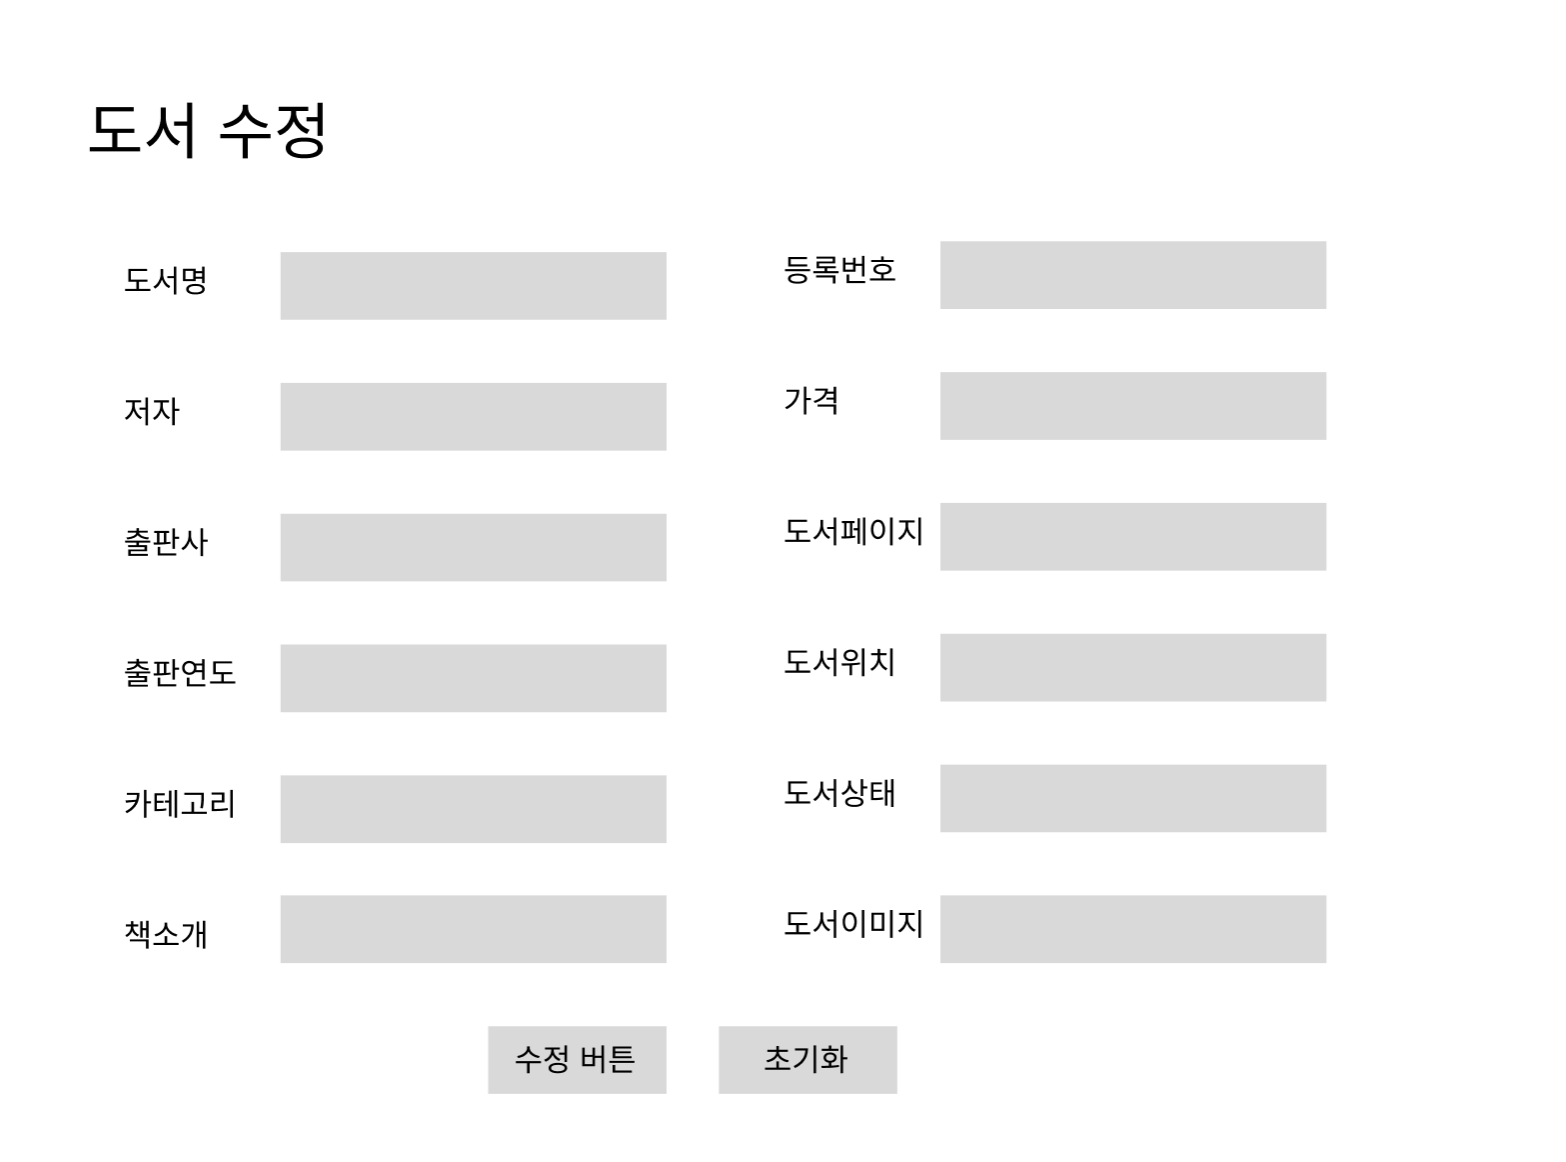 도서 수정
도서명
저자
출판사
출판연도
카테고리
책소개
등록번호
가격
도서페이지
도서위치
도서상태
도서이미지
수정 버튼
초기화